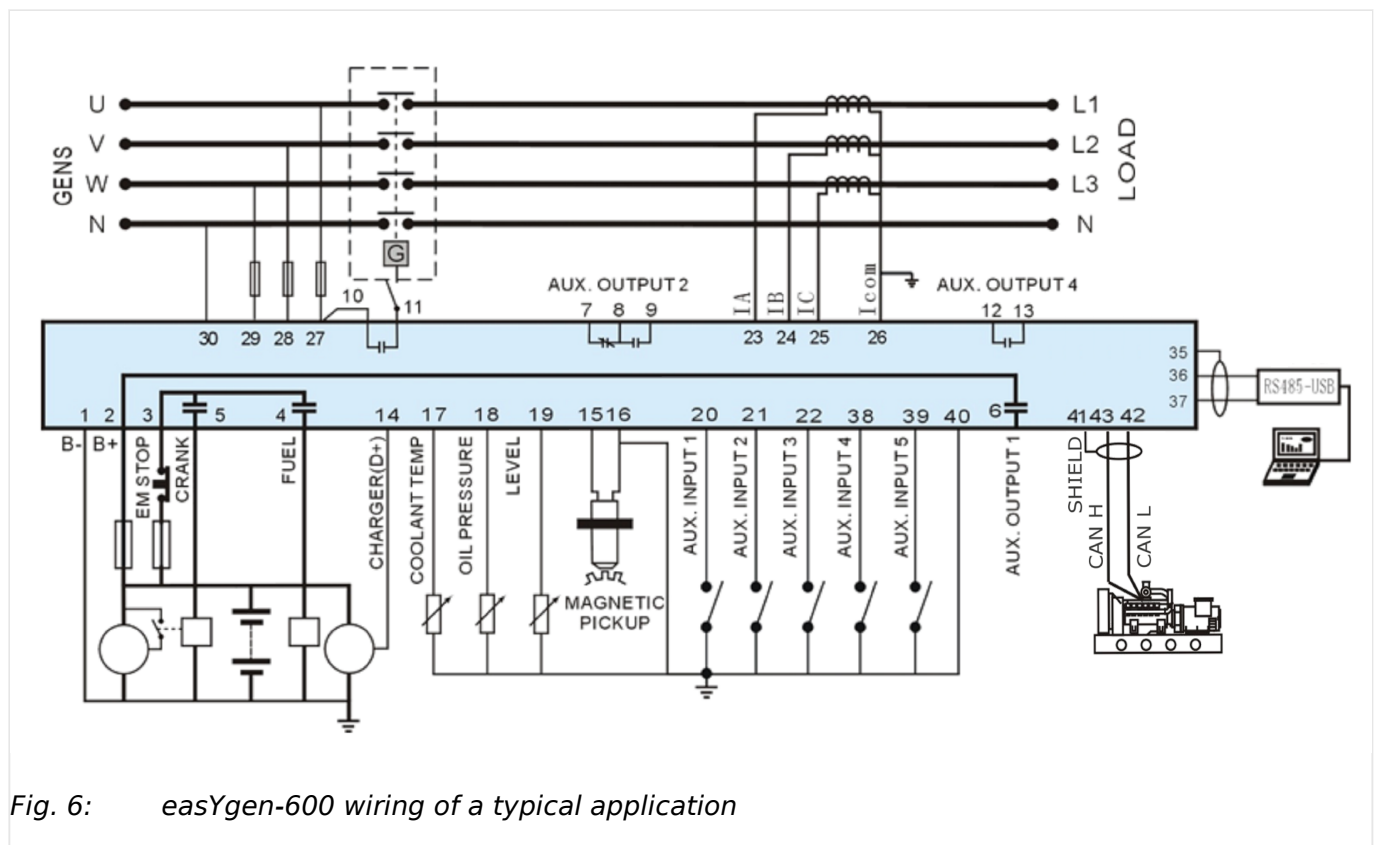 GENS
U
V
W
N
G
L1
L2
L3
N
LOAD
10
11
AUX. OUTPUT 2
7 8 9
IA
IB
IC
Icom
AUX. OUTPUT 4
12 13
30 29 28 27
23 24 25 26
35
36
37
RS485-USB
1 2 3 5 4 14 17 18 19 15 16 20 21 22 38 39 40 6 41 43 42
B- B+
EM STOP
CRANK
FUEL
CHARGER(D+)
COOLANT TEMP
OIL PRESSURE
LEVEL
MAGNETIC
PICKUP
AUX. INPUT 1
AUX. INPUT 2
AUX. INPUT 3
AUX. INPUT 4
AUX. INPUT 5
AUX. OUTPUT 1
SHIELD
CAN H
CAN L
Fig. 6: easYgen-600 wiring of a typical application